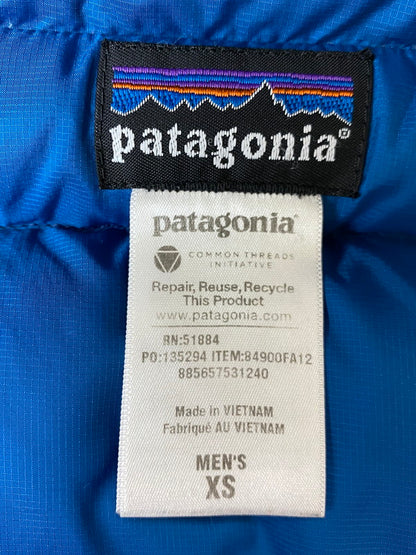 patagonia®
patagonia®
COMMON THREADS
INITIATIVE
Repair, Reuse, Recycle
This Product
www.patagonia.com
RN:51884
PO:135294 ITEM:84900FA12
885657531240
Made in VIETNAM
Fabriqué AU VIETNAM
MEN'S
XS